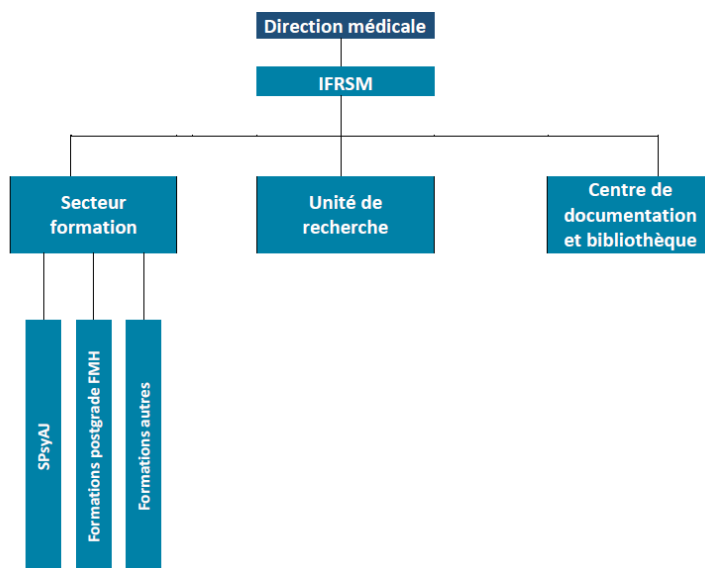 Direction médicale
IFRSM
Secteur
formation
Unité de
recherche
Centre de
documentation
et bibliothèque
SPsyAJ
Formations postgrade FMH
Formations autres